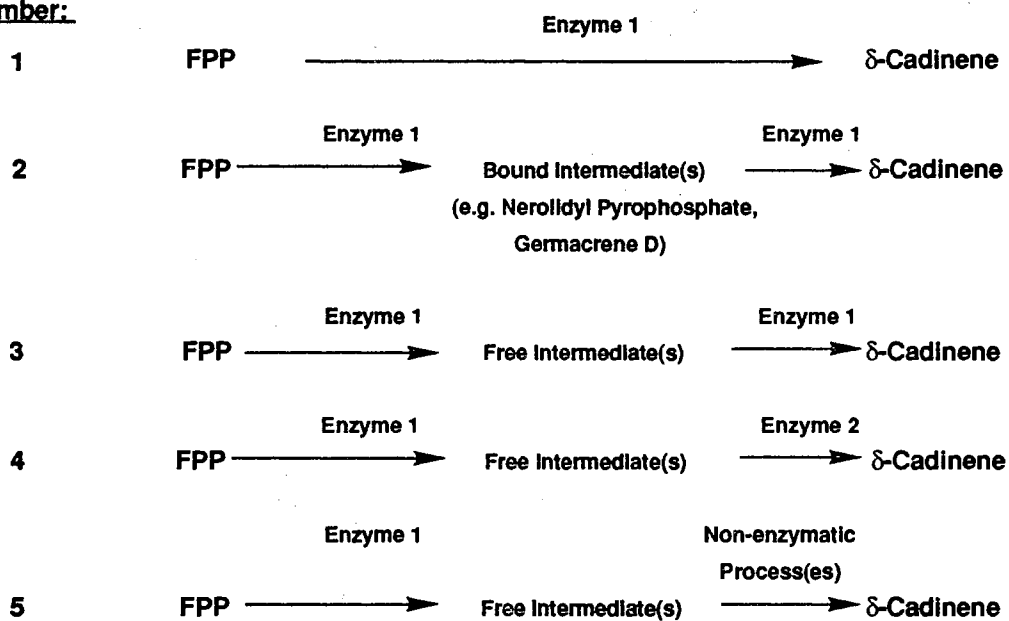 mber:
Enzyme 1
1 FPP δ-Cadinene
Enzyme 1 Enzyme 1
2 FPP Bound Intermediate(s) δ-Cadinene
(e.g. Nerolidyl Pyrophosphate,
Germacrene D)
Enzyme 1 Enzyme 1
3 FPP Free Intermediate(s) δ-Cadinene
Enzyme 1 Enzyme 2
4 FPP Free Intermediate(s) δ-Cadinene
Enzyme 1 Non-enzymatic
Process(es)
5 FPP Free Intermediate(s) δ-Cadinene